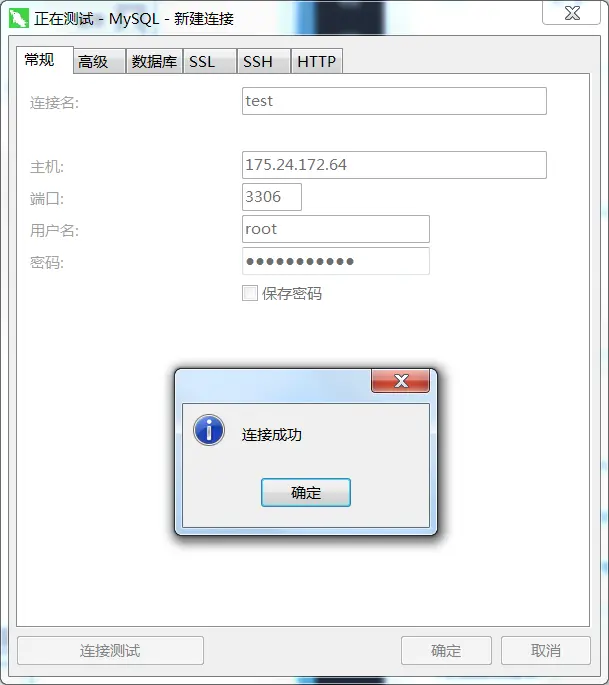 正在测试 - MySQL - 新建连接
常规 高级 数据库 SSL SSH HTTP
连接名: test
主机: 175.24.172.64
端口: 3306
用户名: root
密码: ●●●●●●●●●●●
保存密码
连接成功
确定
连接测试 确定 取消